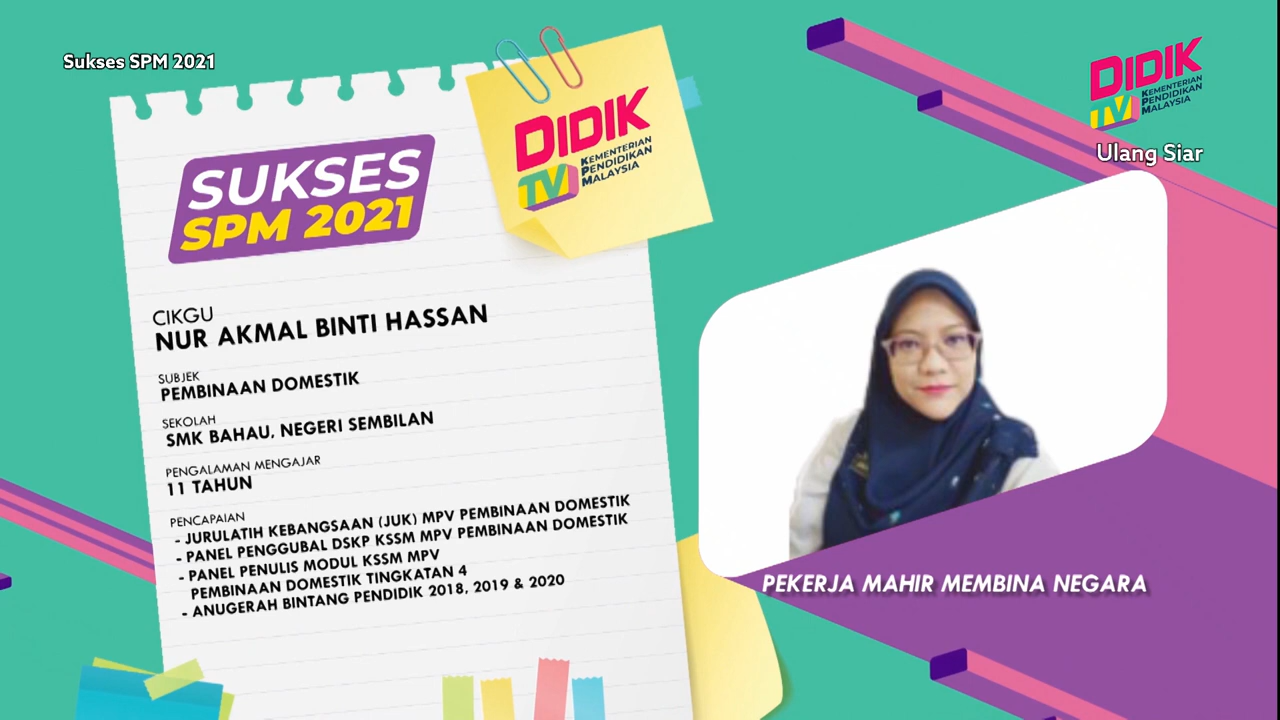 Sukses SPM 2021
SUKSES
SPM 2021
DIDIK
TV
KEMENTERIAN
PENDIDIKAN
MALAYSIA
DIDIK
TV
KEMENTERIAN
PENDIDIKAN
MALAYSIA
Ulang Siar
CIKGU
NUR AKMAL BINTI HASSAN
SUBJEK
PEMBINAAN DOMESTIK
SEKOLAH
SMK BAHAU, NEGERI SEMBILAN
PENGALAMAN MENGAJAR
11 TAHUN
PENCAPAIAN
- JURULATIH KEBANGSAAN (JUK) MPV PEMBINAAN DOMESTIK
- PANEL PENGGUBAL DSKP KSSM MPV PEMBINAAN DOMESTIK
- PANEL PENULIS MODUL KSSM MPV
PEMBINAAN DOMESTIK TINGKATAN 4
- ANUGERAH BINTANG PENDIDIK 2018, 2019 & 2020
PEKERJA MAHIR MEMBINA NEGARA